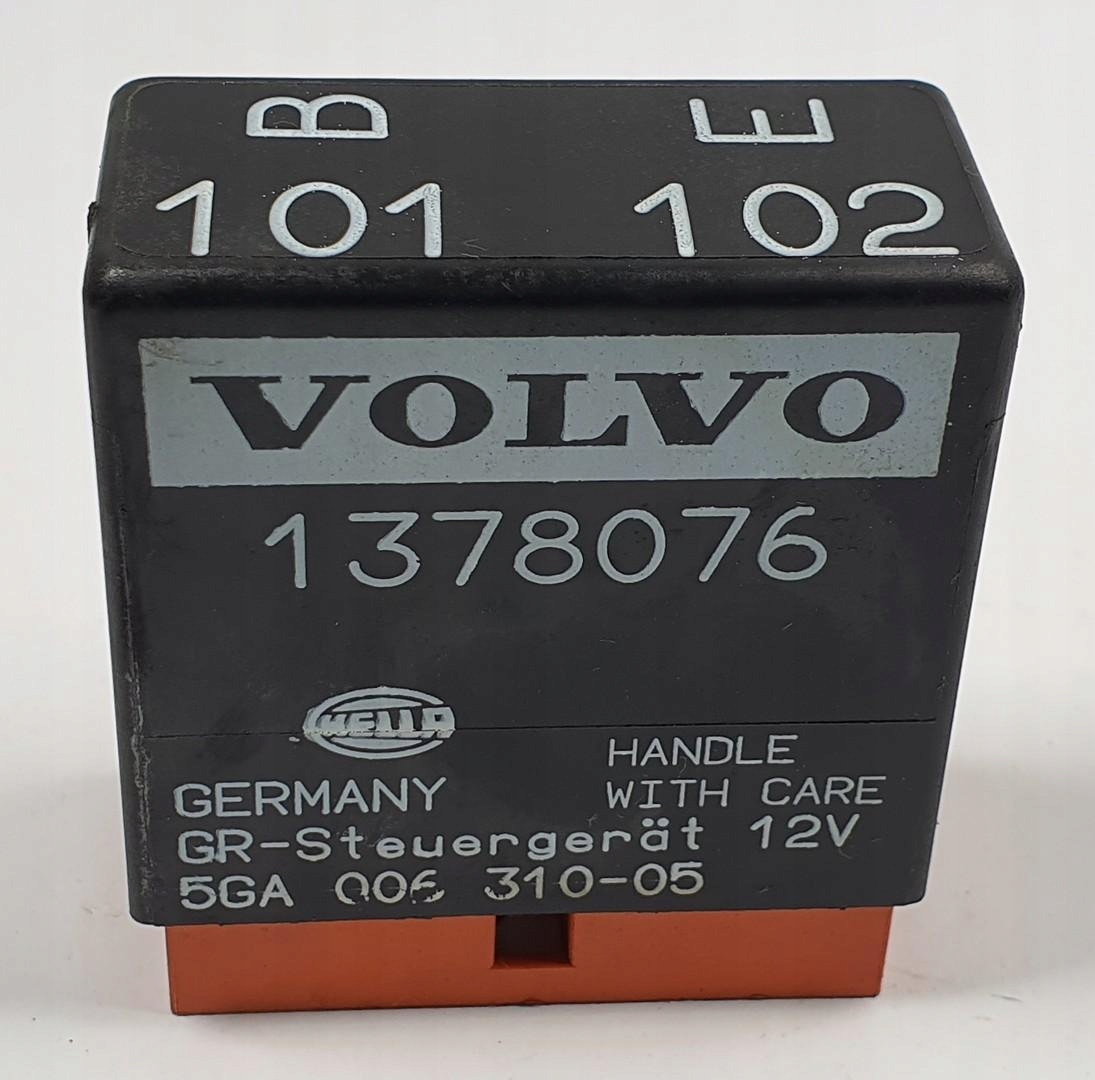 B E
101 102
VOLVO
1378076
HELLA
HANDLE
GERMANY WITH CARE
GR-Steuergerät 12V
5GA 006 310-05